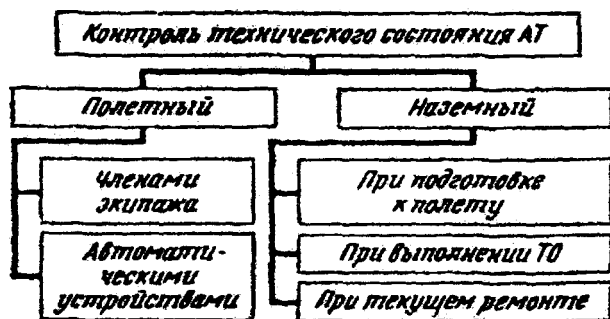 Контроль технического состояния АТ
Полетный
Наземный
Членами
экипажа
Автомати-
ческими
устройствами
При подготовке
к полету
При выполнении ТО
При текущем ремонте